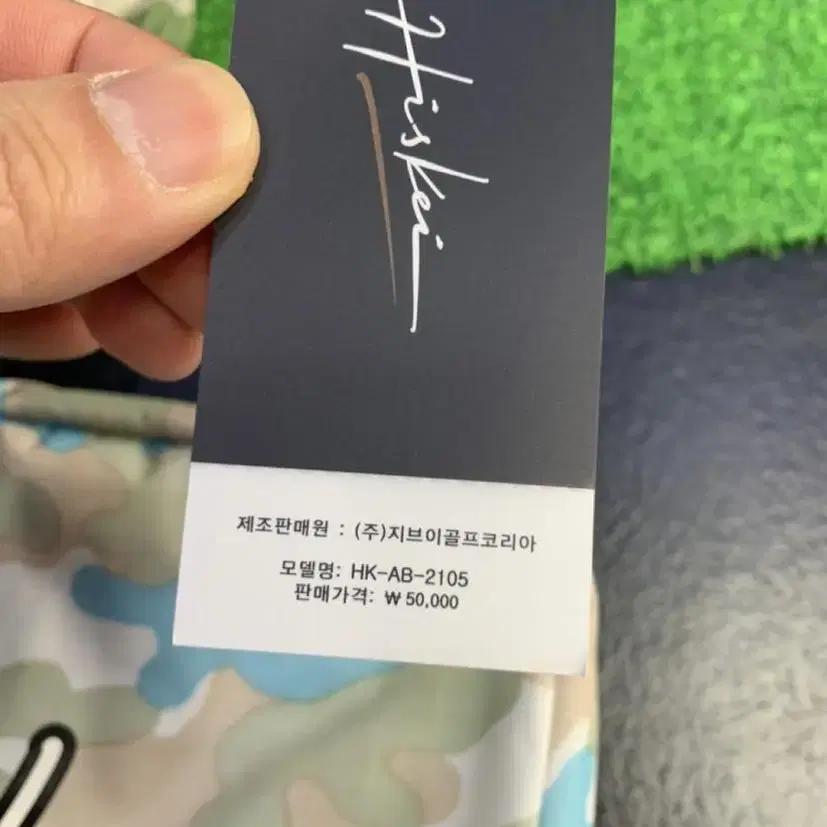 Hiskei
제조판매원 : (주)지브이골프코리아
모델명: HK-AB-2105
판매가격: ₩ 50,000